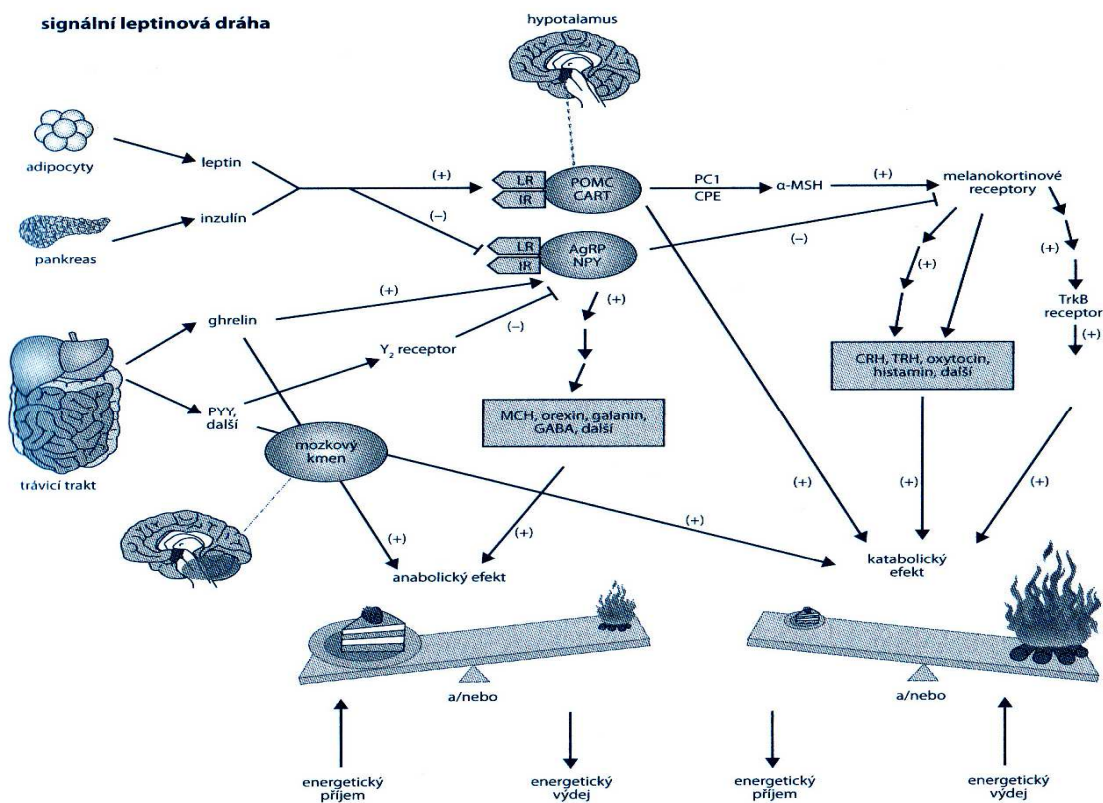 signální leptinová dráha
hypotalamus
adipocyty
leptin
pankreas
inzulín
(+)
(−)
LR
IR
POMC
CART
PC1
CPE
α-MSH
(+)
melanokortinové
receptory
LR
IR
AgRP
NPY
(−)
(+)
(+)
TrkB
receptor
(+)
trávicí trakt
ghrelin
(+)
Y2 receptor
(−)
(+)
PYY,
další
mozkový
kmen
MCH, orexin, galanin,
GABA, další
CRH, TRH, oxytocin,
histamin, další
(+)
(+)
(+)
(+)
(+)
(+)
anabolický efekt
katabolický
efekt
a/nebo
a/nebo
energetický
příjem
energetický
výdej
energetický
příjem
energetický
výdej